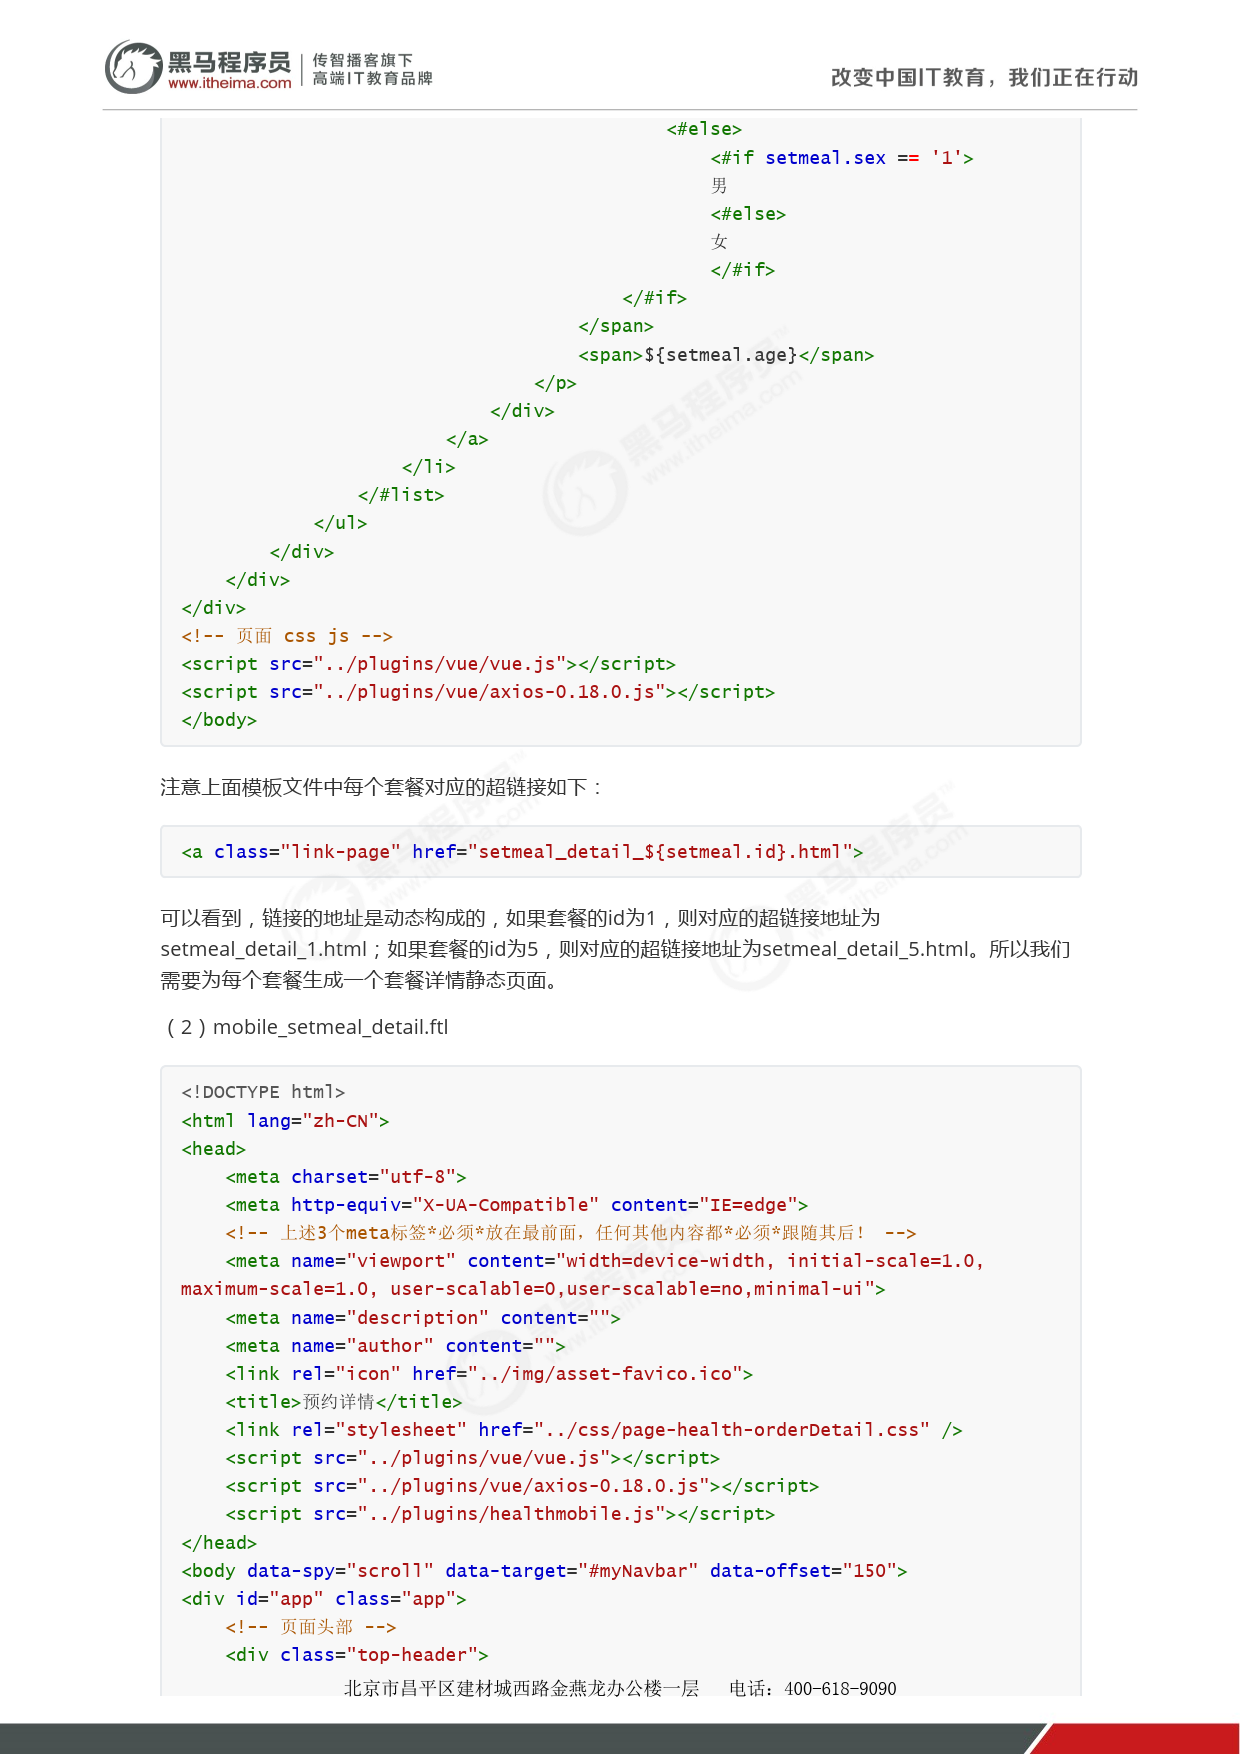 黑马程序员 传智播客旗下
www.itheima.com 高端IT教育品牌
改变中国IT教育，我们正在行动
<#else>
<#if setmeal.sex == '1'>
男
<#else>
女
</#if>
</#if>
</span>
<span>${setmeal.age}</span>
</p>
</div>
</a>
</li>
</#list>
</ul>
</div>
</div>
</div>
<!-- 页面 css js -->
<script src="../plugins/vue/vue.js"></script>
<script src="../plugins/vue/axios-0.18.0.js"></script>
</body>
注意上面模板文件中每个套餐对应的超链接如下：
<a class="link-page" href="setmeal_detail_${setmeal.id}.html">
可以看到，链接的地址是动态构成的，如果套餐的id为1，则对应的超链接地址为
setmeal_detail_1.html；如果套餐的id为5，则对应的超链接地址为setmeal_detail_5.html。所以我们
需要为每个套餐生成一个套餐详情静态页面。
（2）mobile_setmeal_detail.ftl
<!DOCTYPE html>
<html lang="zh-CN">
<head>
<meta charset="utf-8">
<meta http-equiv="X-UA-Compatible" content="IE=edge">
<!-- 上述3个meta标签*必须*放在最前面，任何其他内容都*必须*跟随其后！ -->
<meta name="viewport" content="width=device-width, initial-scale=1.0,
maximum-scale=1.0, user-scalable=0,user-scalable=no,minimal-ui">
<meta name="description" content="">
<meta name="author" content="">
<link rel="icon" href="../img/asset-favico.ico">
<title>预约详情</title>
<link rel="stylesheet" href="../css/page-health-orderDetail.css" />
<script src="../plugins/vue/vue.js"></script>
<script src="../plugins/vue/axios-0.18.0.js"></script>
<script src="../plugins/healthmobile.js"></script>
</head>
<body data-spy="scroll" data-target="#myNavbar" data-offset="150">
<div id="app" class="app">
<!-- 页面头部 -->
<div class="top-header">
北京市昌平区建材城西路金燕龙办公楼一层 电话：400-618-9090